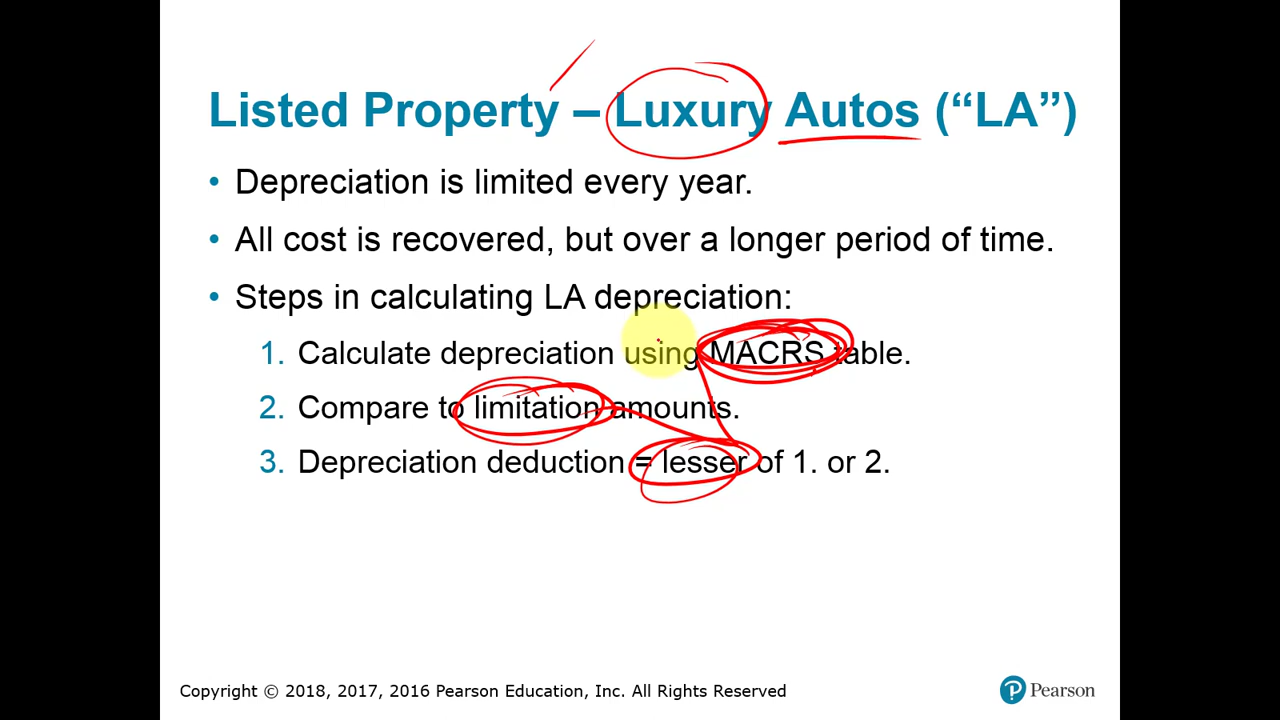 Listed Property – Luxury Autos (“LA”)
• Depreciation is limited every year.
• All cost is recovered, but over a longer period of time.
• Steps in calculating LA depreciation:
1. Calculate depreciation using MACRS table.
2. Compare to limitation amounts.
3. Depreciation deduction = lesser of 1. or 2.
Copyright © 2018, 2017, 2016 Pearson Education, Inc. All Rights Reserved
P Pearson